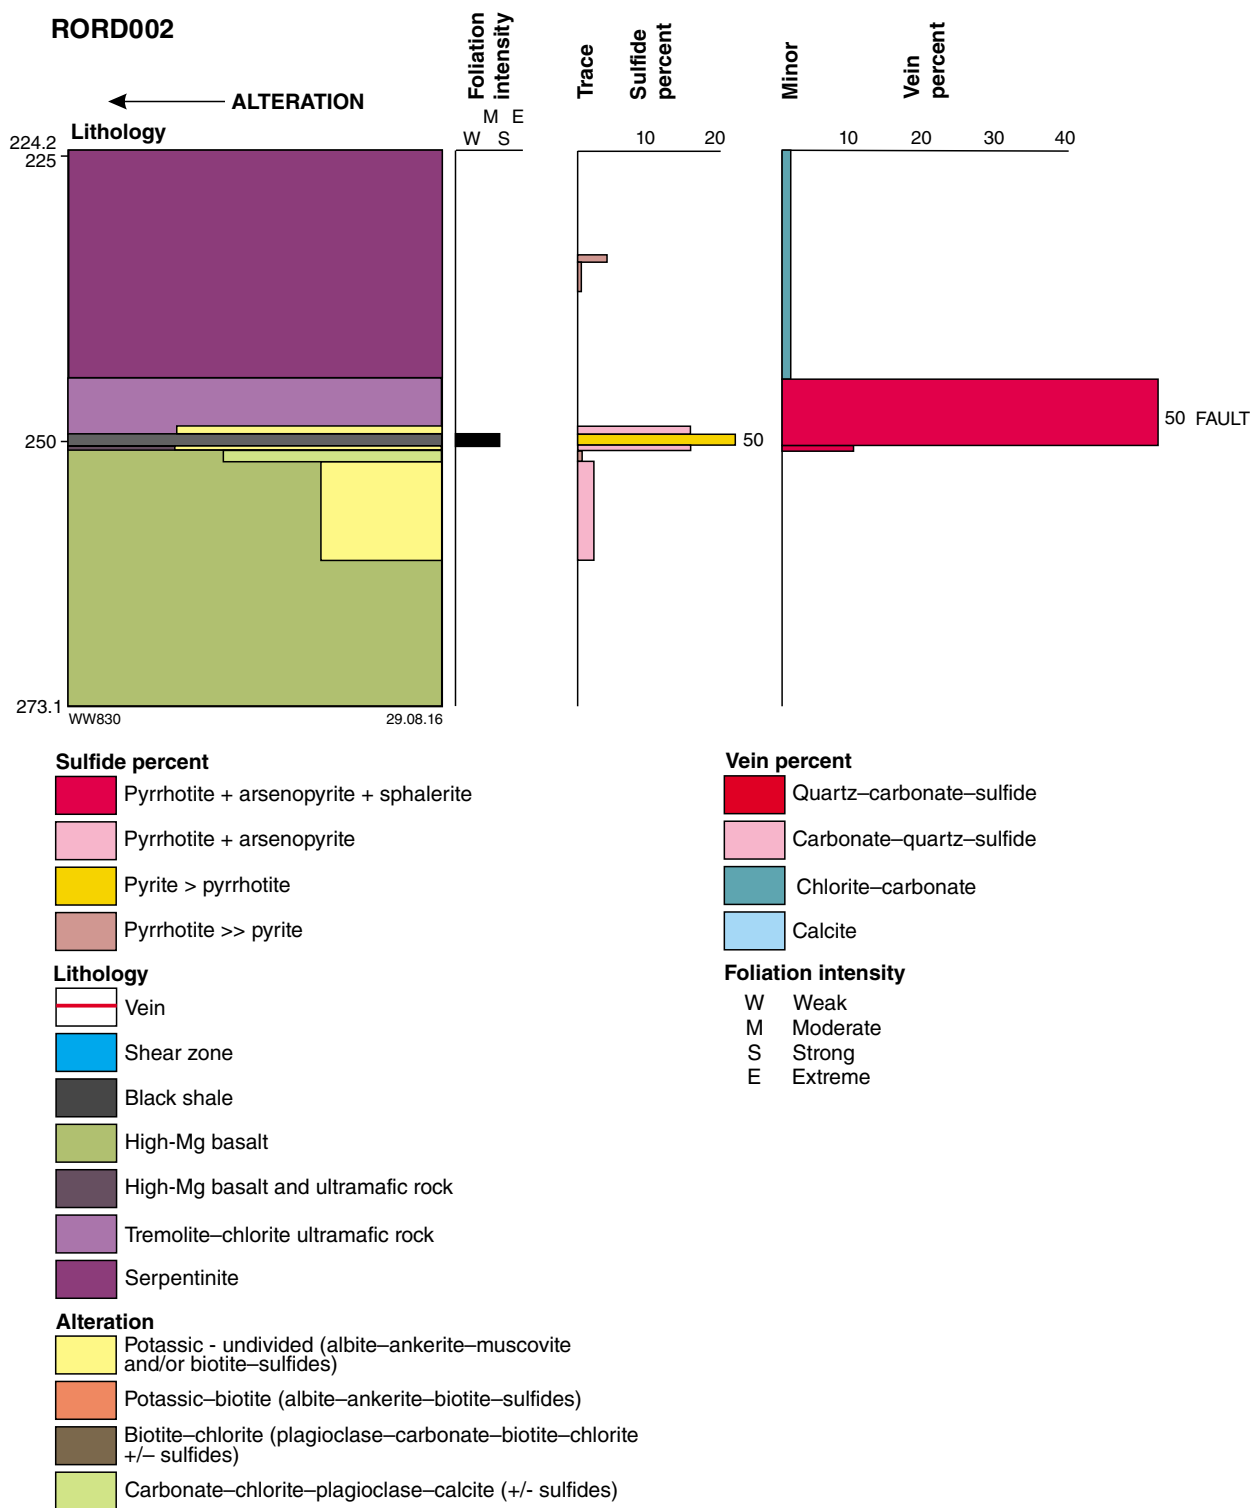 RORD002
ALTERATION
Lithology
Foliation
intensity
M E
W S
Trace
Sulfide
percent
10 20
Minor
Vein
percent
10 20 30 40
224.2
225
250
273.1
50
50 FAULT
WW830 29.08.16
Sulfide percent
Pyrrhotite + arsenopyrite + sphalerite
Pyrrhotite + arsenopyrite
Pyrite > pyrrhotite
Pyrrhotite >> pyrite
Lithology
Vein
Shear zone
Black shale
High-Mg basalt
High-Mg basalt and ultramafic rock
Tremolite–chlorite ultramafic rock
Serpentinite
Alteration
Potassic - undivided (albite–ankerite–muscovite
and/or biotite–sulfides)
Potassic–biotite (albite–ankerite–biotite–sulfides)
Biotite–chlorite (plagioclase–carbonate–biotite–chlorite
+/– sulfides)
Carbonate–chlorite–plagioclase–calcite (+/- sulfides)
Vein percent
Quartz–carbonate–sulfide
Carbonate–quartz–sulfide
Chlorite–carbonate
Calcite
Foliation intensity
W Weak
M Moderate
S Strong
E Extreme